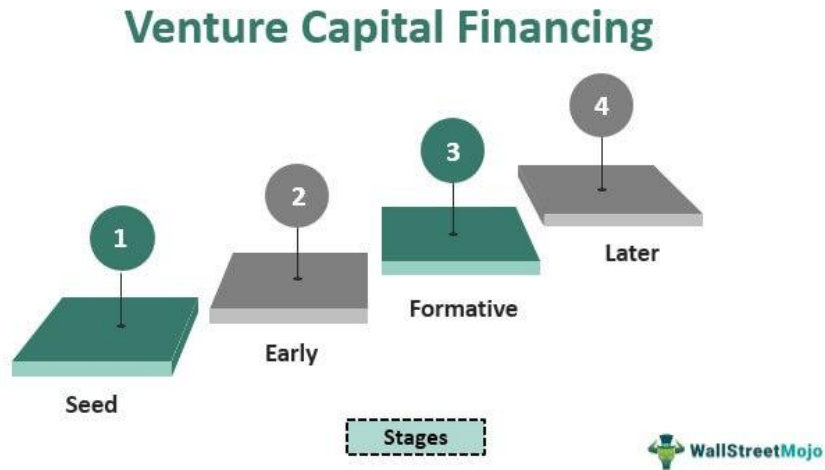 Venture Capital Financing
1
Seed
2
Early
3
Formative
4
Later
Stages
WallStreetMojo